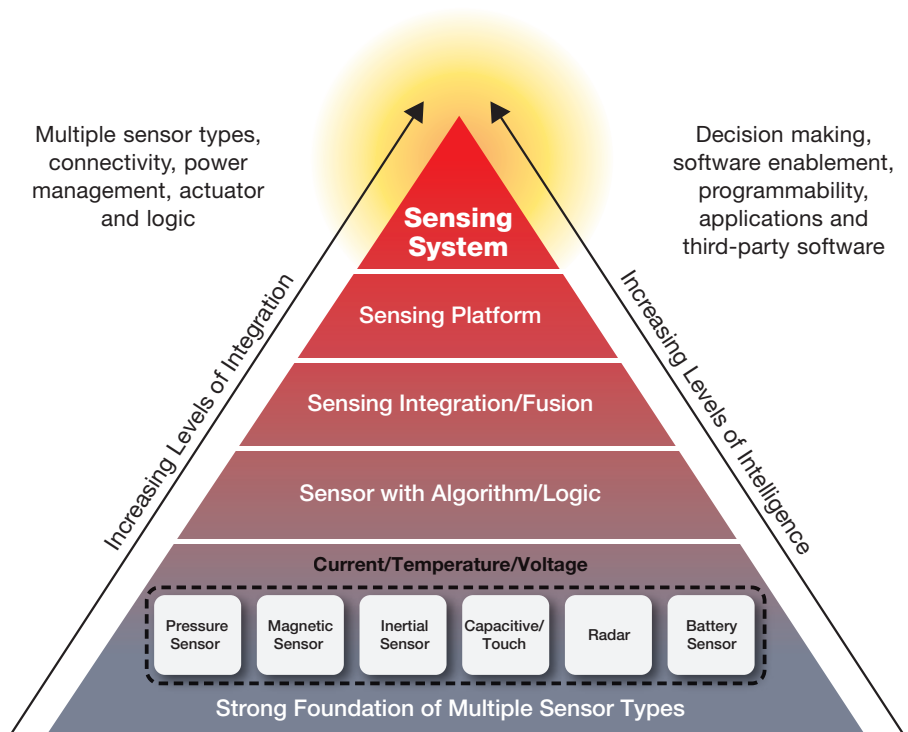 Multiple sensor types,
connectivity, power
management, actuator
and logic
Decision making,
software enablement,
programmability,
applications and
third-party software
Increasing Levels of Integration
Increasing Levels of Intelligence
Sensing
System
Sensing Platform
Sensing Integration/Fusion
Sensor with Algorithm/Logic
Current/Temperature/Voltage
Pressure
Sensor
Magnetic
Sensor
Inertial
Sensor
Capacitive/
Touch
Radar
Battery
Sensor
Strong Foundation of Multiple Sensor Types